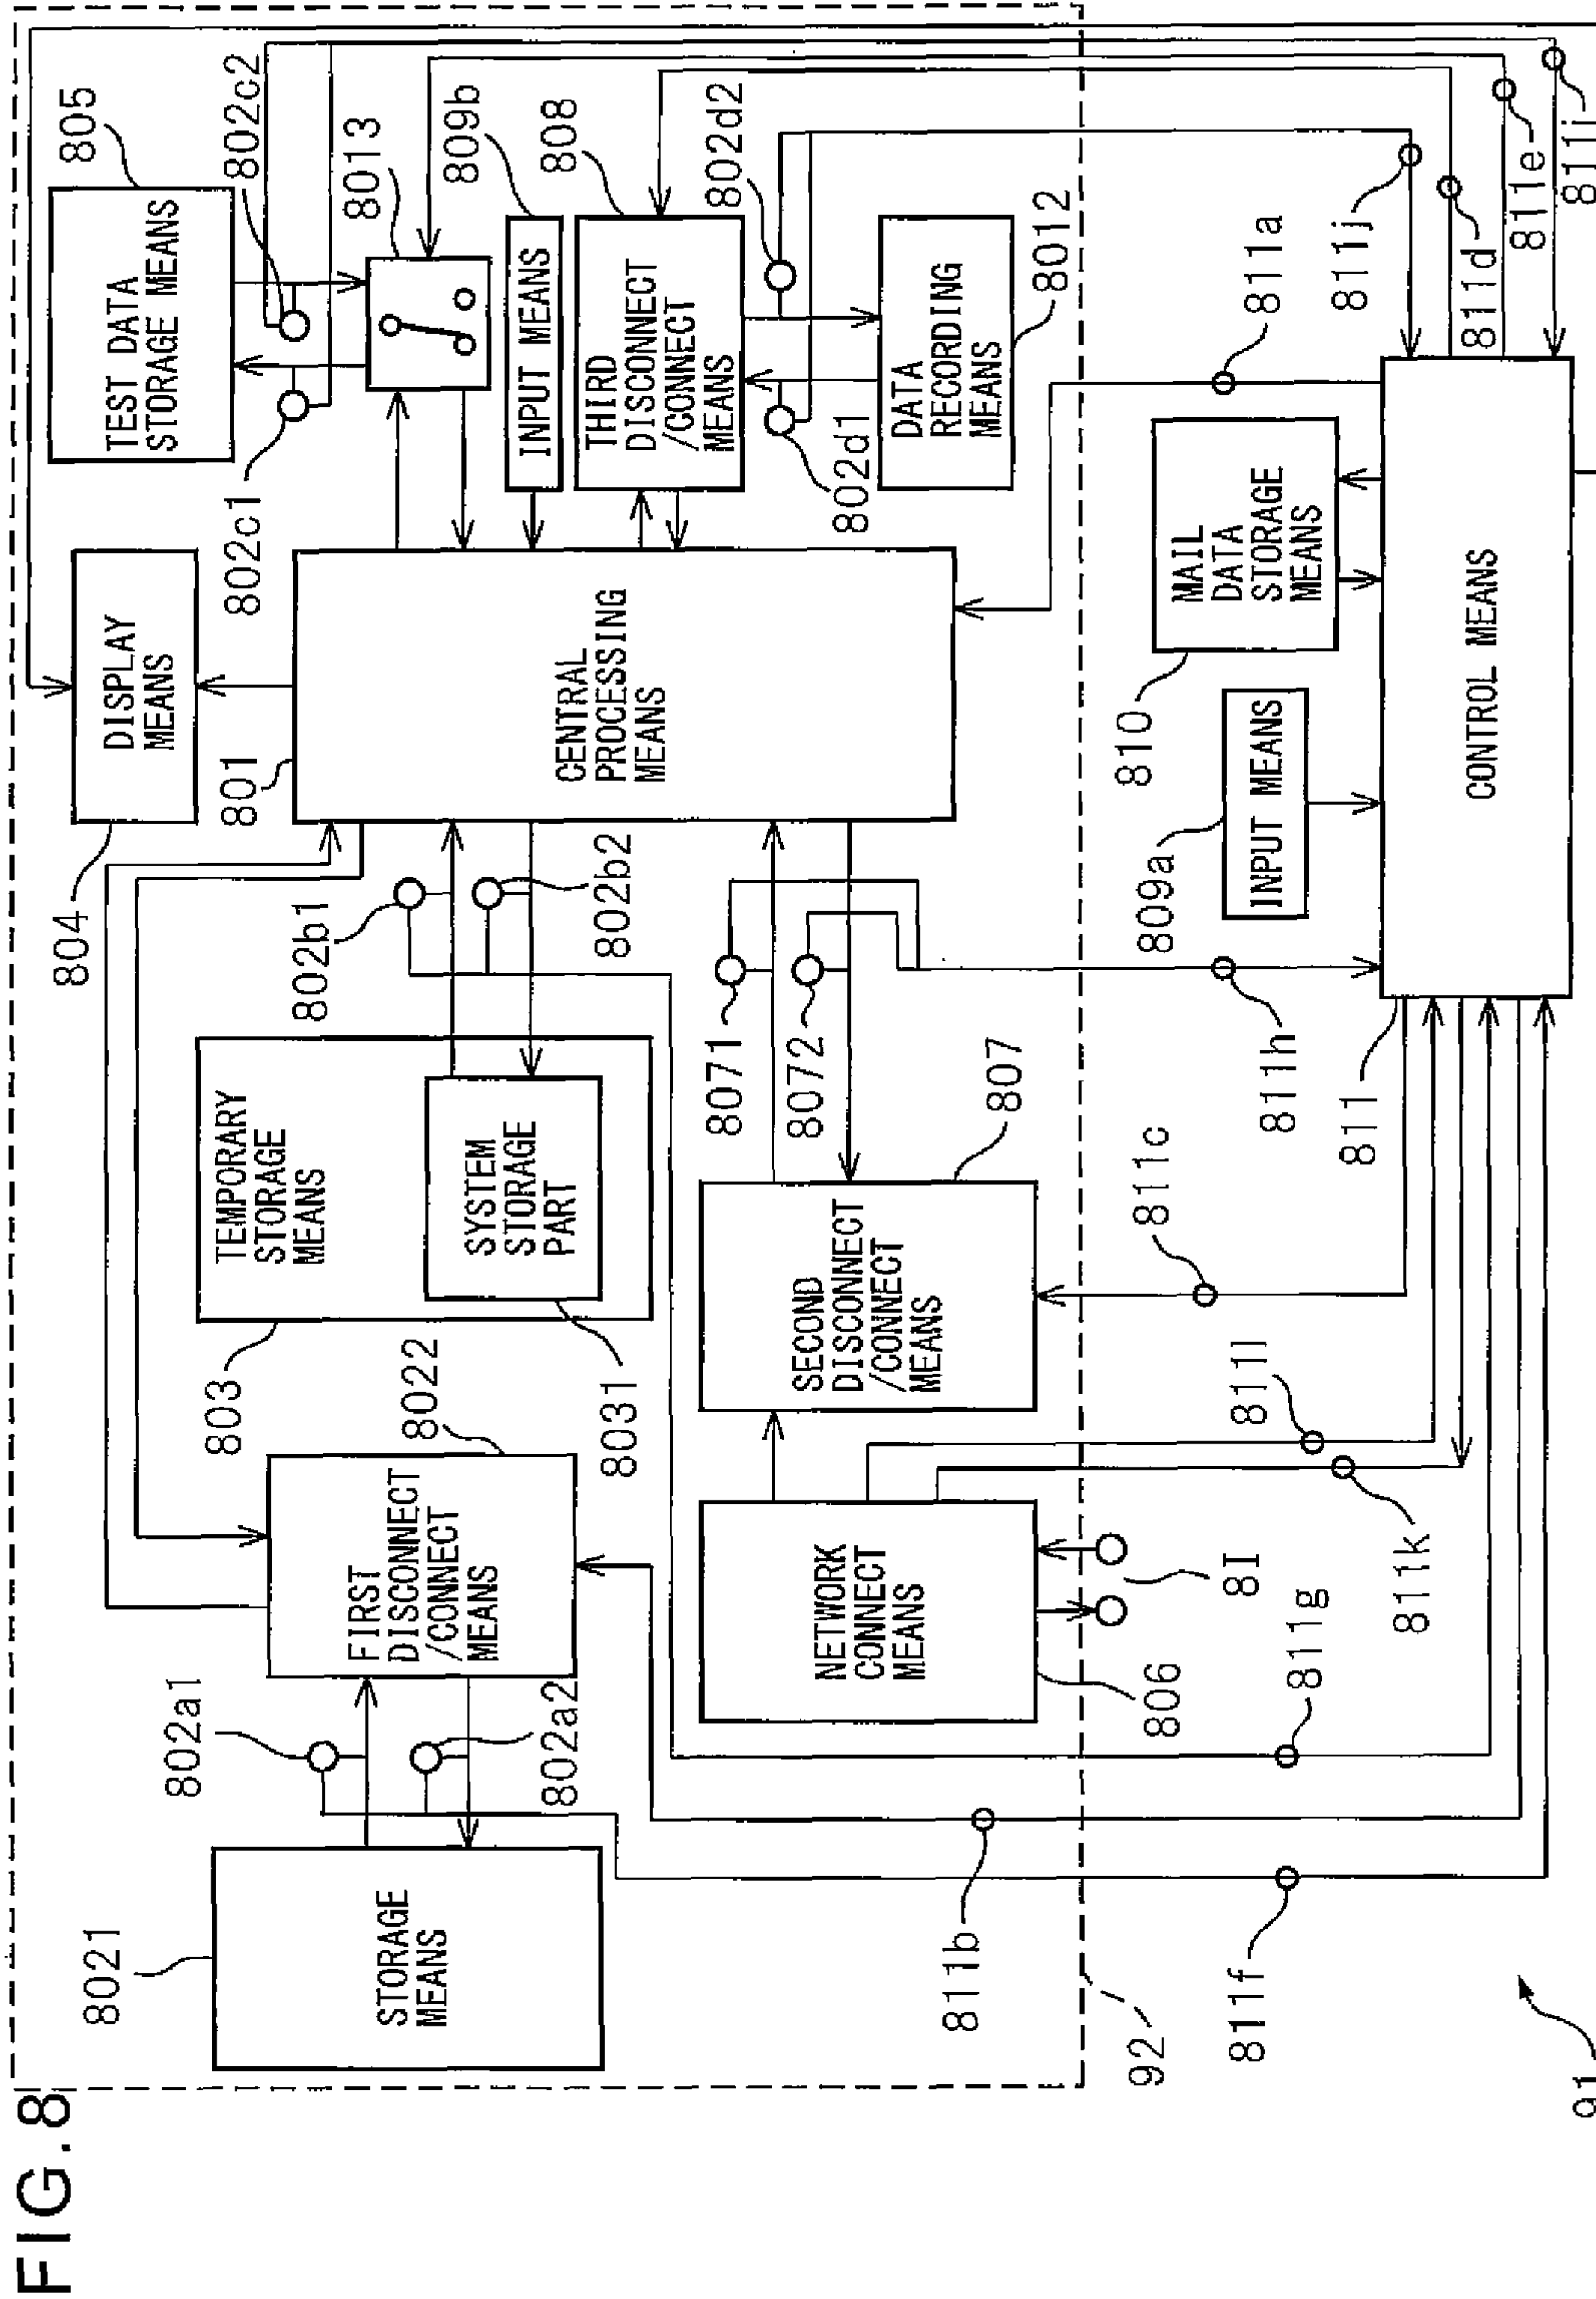 FIG.8
8021
STORAGE
MEANS
802a1
802a2
FIRST
DISCONNECT
/CONNECT
MEANS
8022
803
TEMPORARY
STORAGE
MEANS
SYSTEM
STORAGE
PART
8031
802b1
802b2
804
DISPLAY
MEANS
801
CENTRAL
PROCESSING
MEANS
805
TEST DATA
STORAGE MEANS
802c1
802c2
8013
809b
INPUT MEANS
808
THIRD
DISCONNECT
/CONNECT
MEANS
802d2
802d1
DATA
RECORDING
MEANS
8012
NETWORK
CONNECT
MEANS
806
8I
SECOND
DISCONNECT
/CONNECT
MEANS
807
8071
8072
92
811b
811f
811g
811k
811l
811c
811h
811
809a
INPUT MEANS
810
MAIL
DATA
STORAGE
MEANS
CONTROL MEANS
811a
811j
811d
811e
811i
91